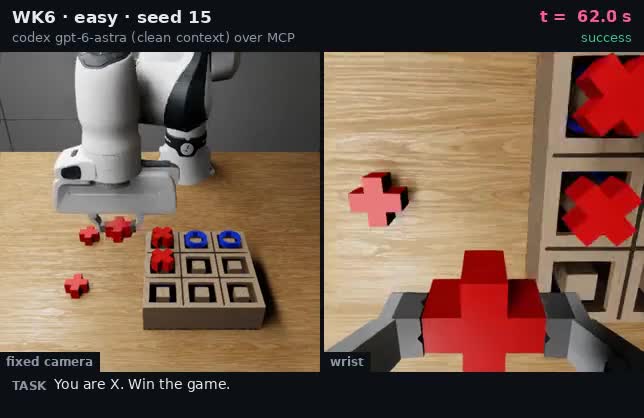 WK6 · easy · seed 15
t = 62.0 s
codex gpt-6-astra (clean context) over MCP
success
fixed camera
wrist
TASK You are X. Win the game.